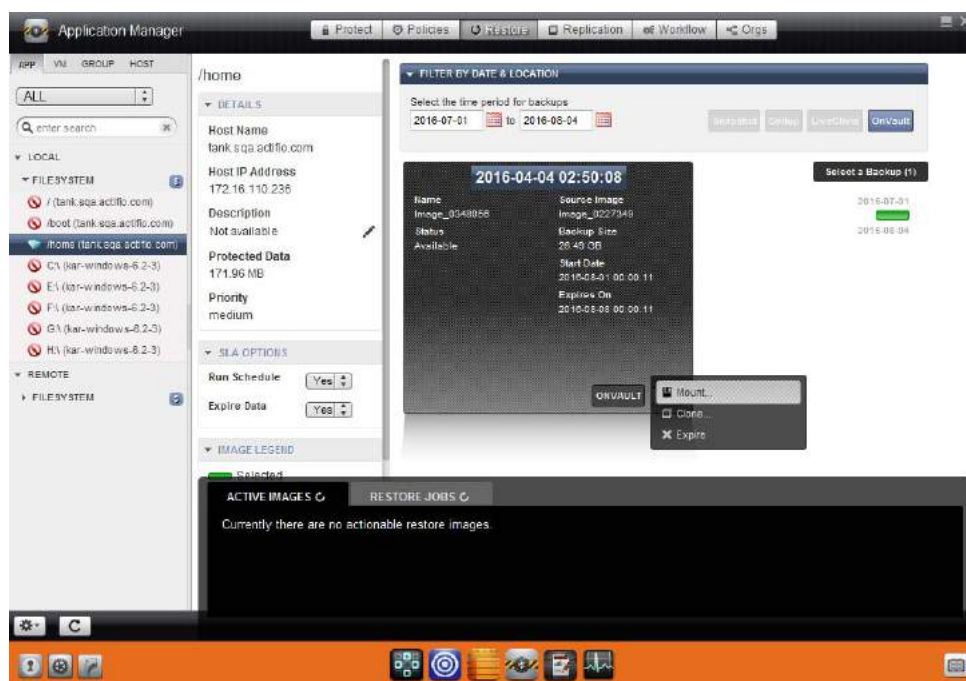 Application Manager
Protect
Policies
Restore
Replication
Workflow
Orgs
APP VM GROUP HOST
ALL
enter search
LOCAL
FILESYSTEM
/ (tank.sqa.actifio.com)
/boot (tank.sqa.actifio.com)
/home (tank.sqa.actifio.com)
C:\ (kar-windows-6.2-3)
E:\ (kar-windows-6.2-3)
F:\ (kar-windows-6.2-3)
G:\ (kar-windows-6.2-3)
H:\ (kar-windows-6.2-3)
REMOTE
FILESYSTEM
/home
DETAILS
Host Name
tank.sqa.actifio.com
Host IP Address
172.16.110.236
Description
Not available
Protected Data
171.96 MB
Priority
medium
SLA OPTIONS
Run Schedule Yes
Expire Data Yes
IMAGE LEGEND
Selected
FILTER BY DATE & LOCATION
Select the time period for backups
2016-07-01 to 2016-08-04
Snapshot Dedup LiveClone OnVault
2016-04-04 02:50:08
Name
Image_0348056
Status
Available
Source Image
Image_0227349
Backup Size
26.49 GB
Start Date
2016-08-01 00:00:11
Expires On
2016-08-08 00:00:11
ONVAULT
Mount...
Clone...
Expire
Select a Backup (1)
2016-07-01
2016-08-04
ACTIVE IMAGES
RESTORE JOBS
Currently there are no actionable restore images.